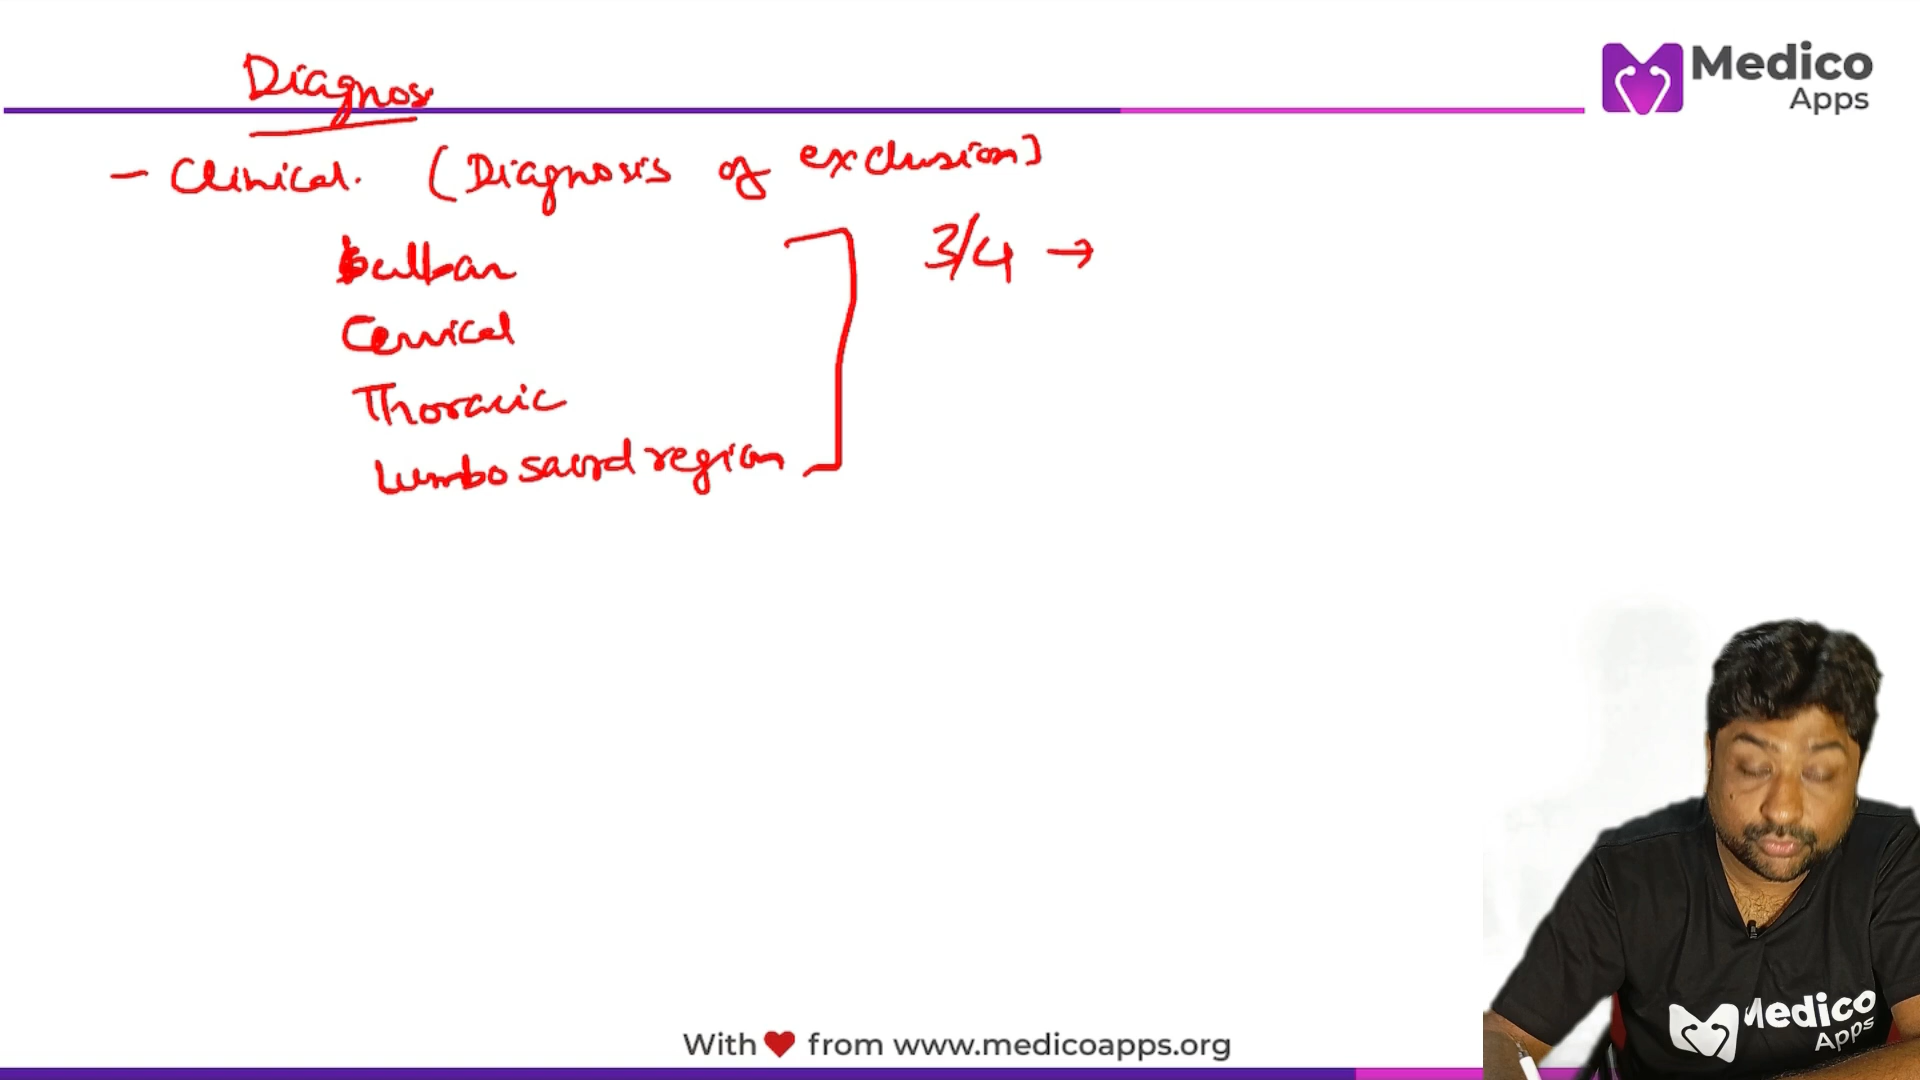 Diagnosi
Medico
Apps
- Clinical. (Diagnosis of exclusion)
bulbar
3/4 →
Cervical
Thoracic
Lumbosacral region
Medico
Apps
With ❤ from www.medicoapps.org